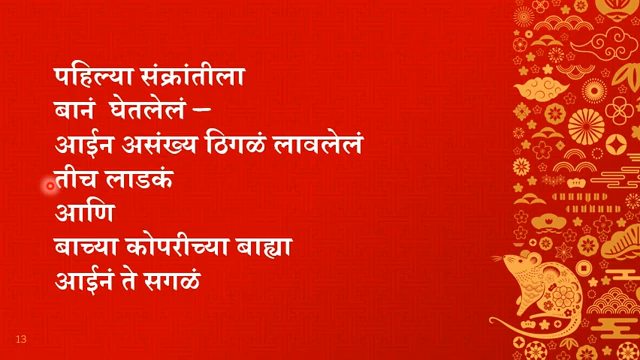 पहिल्या संक्रांतीला
बानं घेतलेलं –
आईन असंख्य ठिगळं लावलेलं
तीच लाडकं
आणि
बाच्या कोपरीच्या बाह्या
आईनं ते सगळं
13